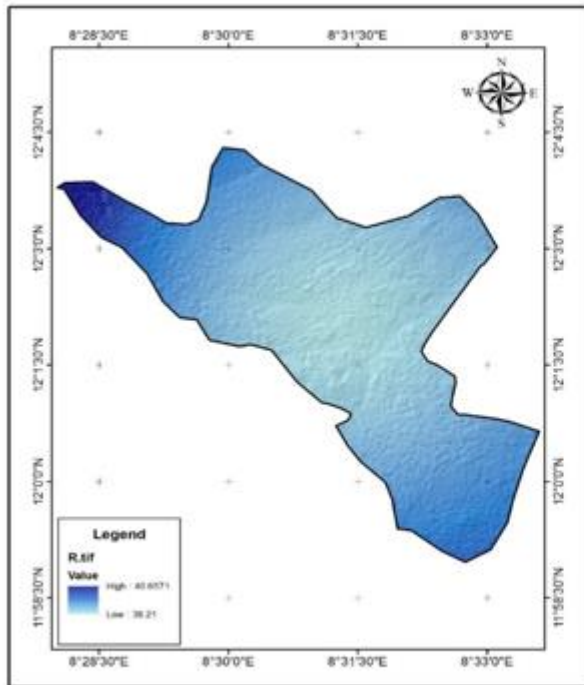 8°28'30"E 8°30'0"E 8°31'30"E 8°33'0"E
N
W E
S
12°4'30"N 12°4'30"N
12°3'0"N 12°3'0"N
12°1'30"N 12°1'30"N
12°0'0"N 12°0'0"N
11°58'30"N 11°58'30"N
Legend
R.tif
Value
High : 40.6571
Low : 38.21
8°28'30"E 8°30'0"E 8°31'30"E 8°33'0"E